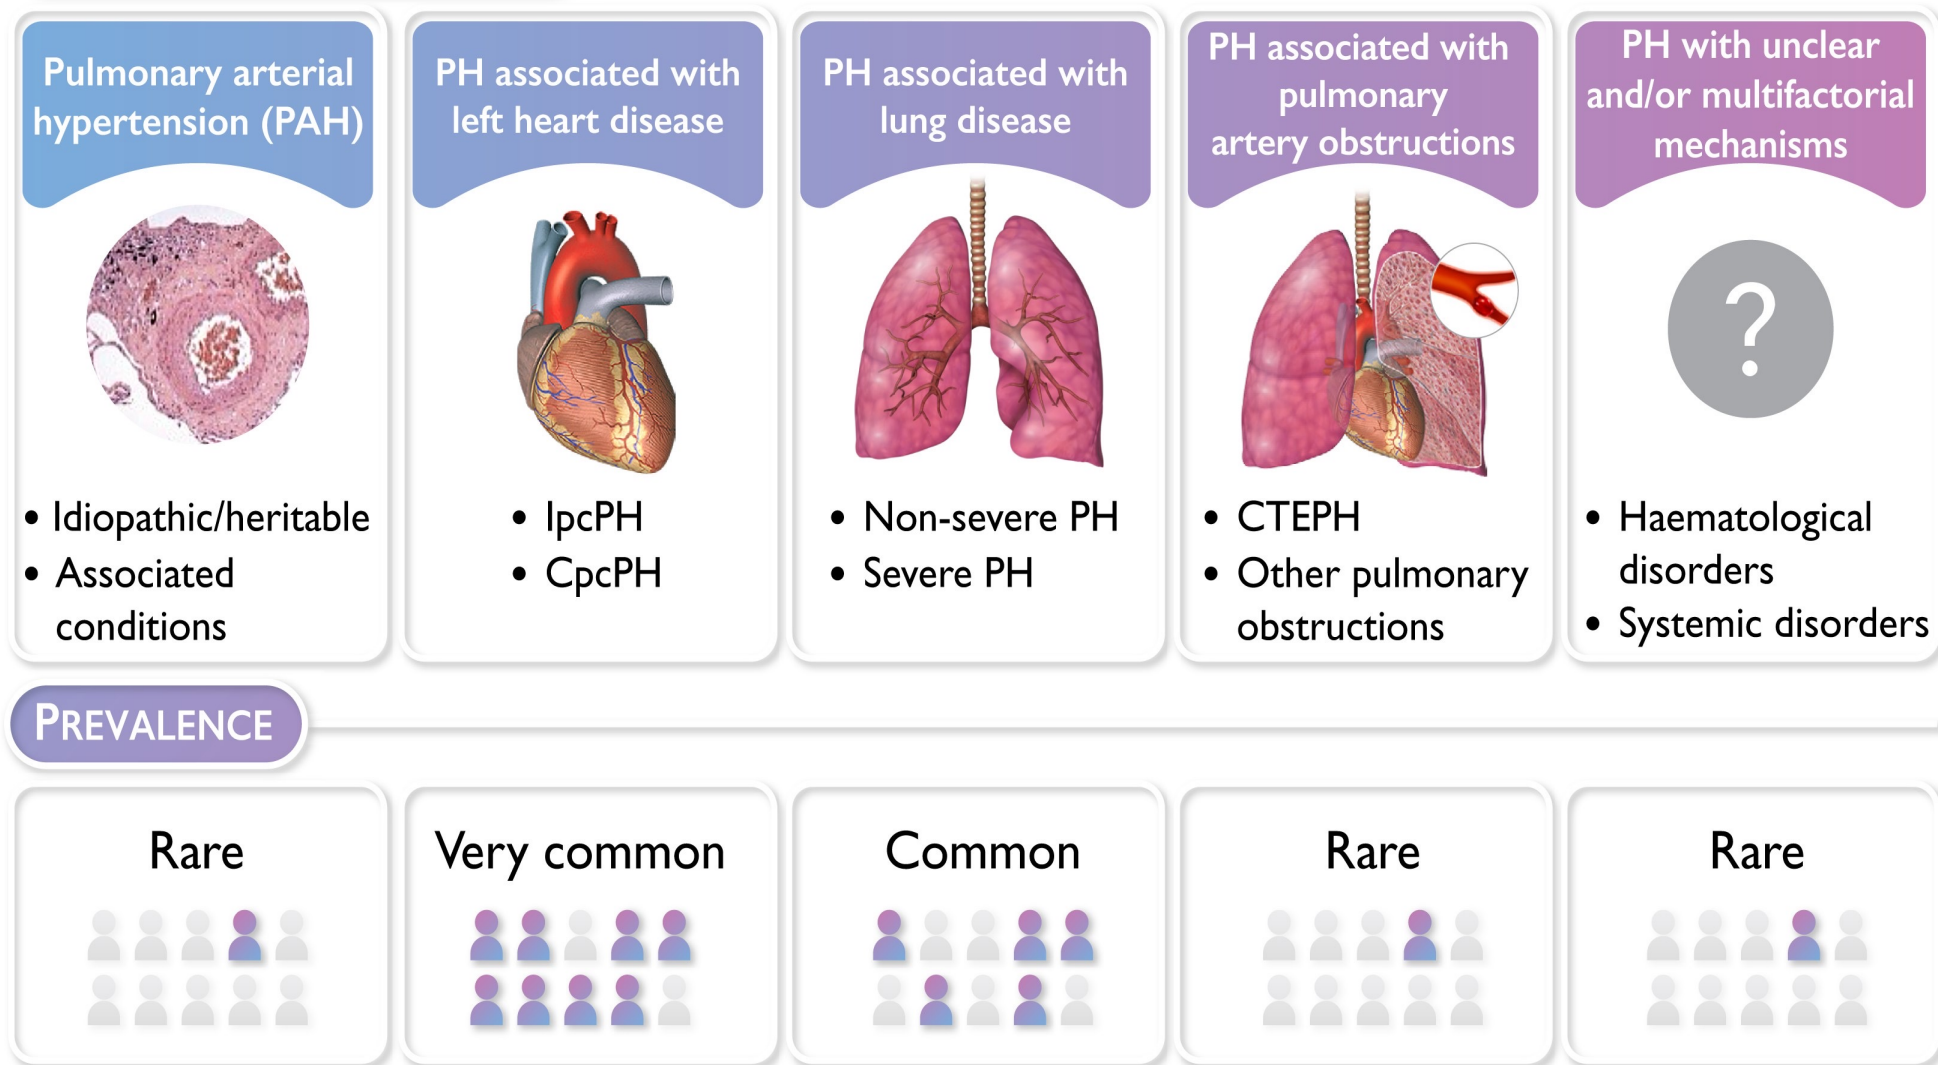 Pulmonary arterial
hypertension (PAH)
PH associated with
left heart disease
PH associated with
lung disease
PH associated with
pulmonary
artery obstructions
PH with unclear
and/or multifactorial
mechanisms
?
• Idiopathic/heritable
• Associated
conditions
• IpcPH
• CpcPH
• Non-severe PH
• Severe PH
• CTEPH
• Other pulmonary
obstructions
• Haematological
disorders
• Systemic disorders
PREVALENCE
Rare
Very common
Common
Rare
Rare